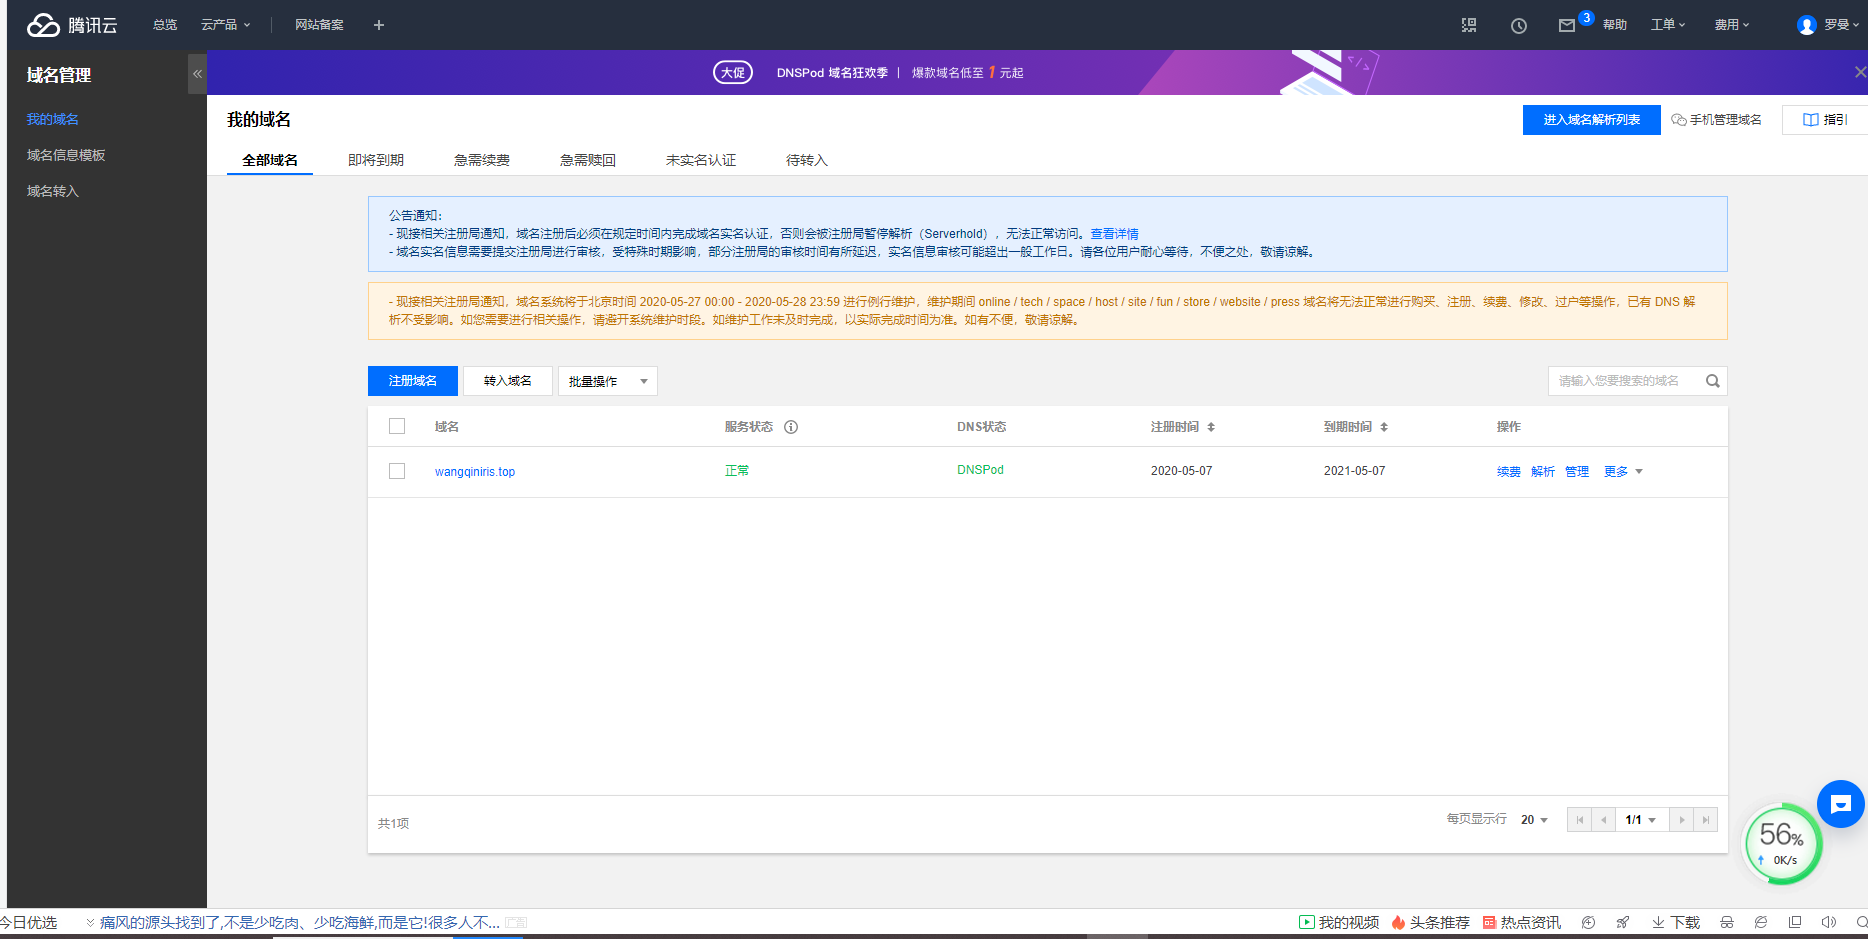 腾讯云 总览 云产品 网站备案 + 3 帮助 工单 费用 罗曼
域名管理
我的域名
域名信息模板
域名转入
大促 DNSPod 域名狂欢季 | 爆款域名低至 1 元起
我的域名
进入域名解析列表 手机管理域名 指引
全部域名 即将到期 急需续费 急需赎回 未实名认证 待转入
公告通知：
- 现接相关注册局通知，域名注册后必须在规定时间内完成域名实名认证，否则会被注册局暂停解析（Serverhold），无法正常访问。查看详情
- 域名实名信息需要提交注册局进行审核，受特殊时期影响，部分注册局的审核时间有所延迟，实名信息审核可能超出一般工作日。请各位用户耐心等待，不便之处，敬请谅解。
- 现接相关注册局通知，域名系统将于北京时间 2020-05-27 00:00 - 2020-05-28 23:59 进行例行维护，维护期间 online / tech / space / host / site / fun / store / website / press 域名将无法正常进行购买、注册、续费、修改、过户等操作，已有 DNS 解
析不受影响。如您需要进行相关操作，请避开系统维护时段。如维护工作未及时完成，以实际完成时间为准。如有不便，敬请谅解。
注册域名 转入域名 批量操作 请输入您要搜索的域名
域名 服务状态 DNS状态 注册时间 到期时间 操作
wangqiniris.top 正常 DNSPod 2020-05-07 2021-05-07 续费 解析 管理 更多
共1项 每页显示行 20 1/1
56%
0K/s
今日优选 痛风的源头找到了,不是少吃肉、少吃海鲜,而是它!很多人不... 广告 我的视频 头条推荐 热点资讯 下载